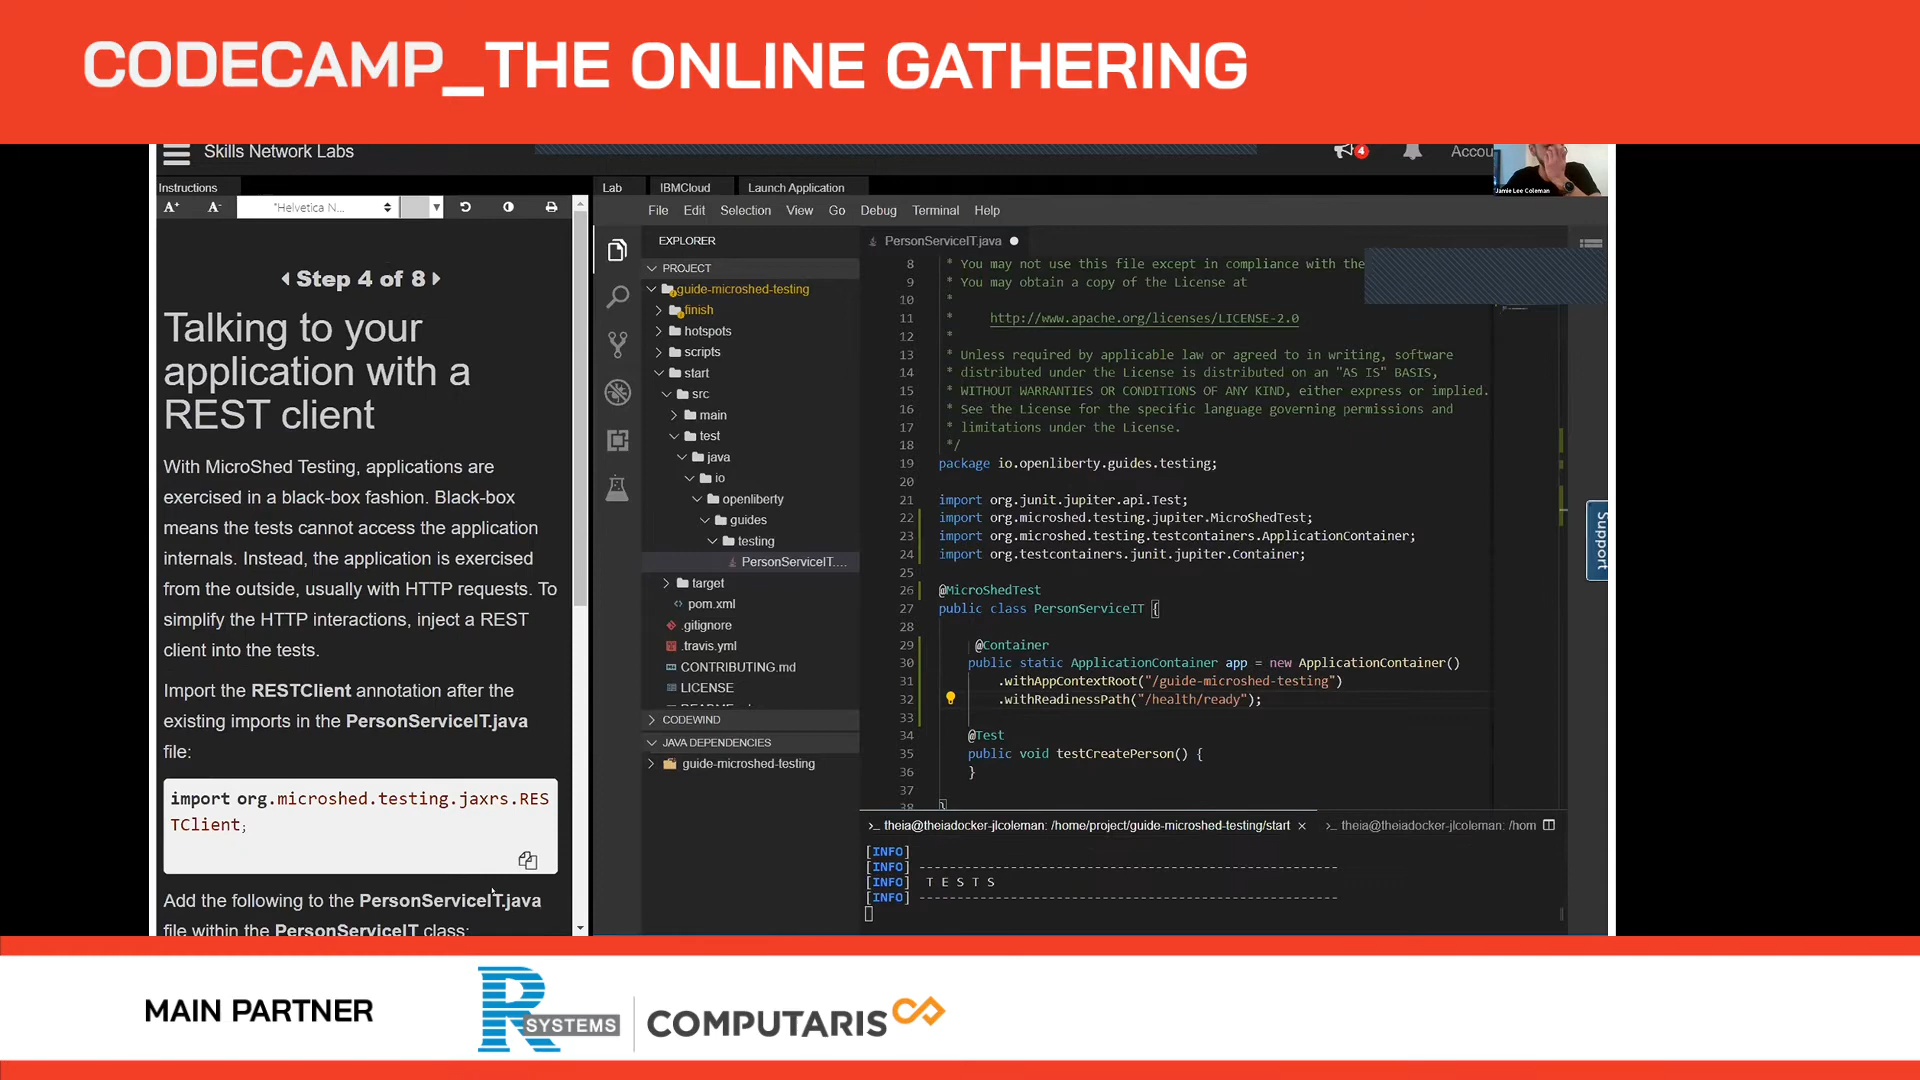 CODECAMP_THE ONLINE GATHERING
Skills Network Labs
4
Jamie Lee Coleman
Instructions
A+ A- "Helvetica N...
Step 4 of 8
Talking to your
application with a
REST client
With MicroShed Testing, applications are
exercised in a black-box fashion. Black-box
means the tests cannot access the application
internals. Instead, the application is exercised
from the outside, usually with HTTP requests. To
simplify the HTTP interactions, inject a REST
client into the tests.
Import the RESTClient annotation after the
existing imports in the PersonServiceIT.java
file:
import org.microshed.testing.jaxrs.RES
TClient;
Add the following to the PersonServiceIT.java
file within the PersonServiceIT class:
Lab IBMCloud Launch Application
File Edit Selection View Go Debug Terminal Help
EXPLORER
PROJECT
guide-microshed-testing
finish
hotspots
scripts
start
src
main
test
java
io
openliberty
guides
testing
PersonServiceIT....
target
pom.xml
.gitignore
.travis.yml
CONTRIBUTING.md
LICENSE
CODEWIND
JAVA DEPENDENCIES
guide-microshed-testing
PersonServiceIT.java
8 * You may not use this file except in compliance with the
9 * You may obtain a copy of the License at
10 *
11 * http://www.apache.org/licenses/LICENSE-2.0
12 *
13 * Unless required by applicable law or agreed to in writing, software
14 * distributed under the License is distributed on an "AS IS" BASIS,
15 * WITHOUT WARRANTIES OR CONDITIONS OF ANY KIND, either express or implied.
16 * See the License for the specific language governing permissions and
17 * limitations under the License.
18 */
19 package io.openliberty.guides.testing;
20
21 import org.junit.jupiter.api.Test;
22 import org.microshed.testing.jupiter.MicroShedTest;
23 import org.microshed.testing.testcontainers.ApplicationContainer;
24 import org.testcontainers.junit.jupiter.Container;
25
26 @MicroShedTest
27 public class PersonServiceIT {
28
29 @Container
30 public static ApplicationContainer app = new ApplicationContainer()
31 .withAppContextRoot("/guide-microshed-testing")
32 .withReadinessPath("/health/ready");
33
34 @Test
35 public void testCreatePerson() {
36 }
37
38 }
>_ theia@theiadocker-jlcoleman: /home/project/guide-microshed-testing/start × >_ theia@theiadocker-jlcoleman: /hom
[INFO]
[INFO] -------------------------------------------------------
[INFO] T E S T S
[INFO] -------------------------------------------------------
Support
MAIN PARTNER
R SYSTEMS
COMPUTARIS